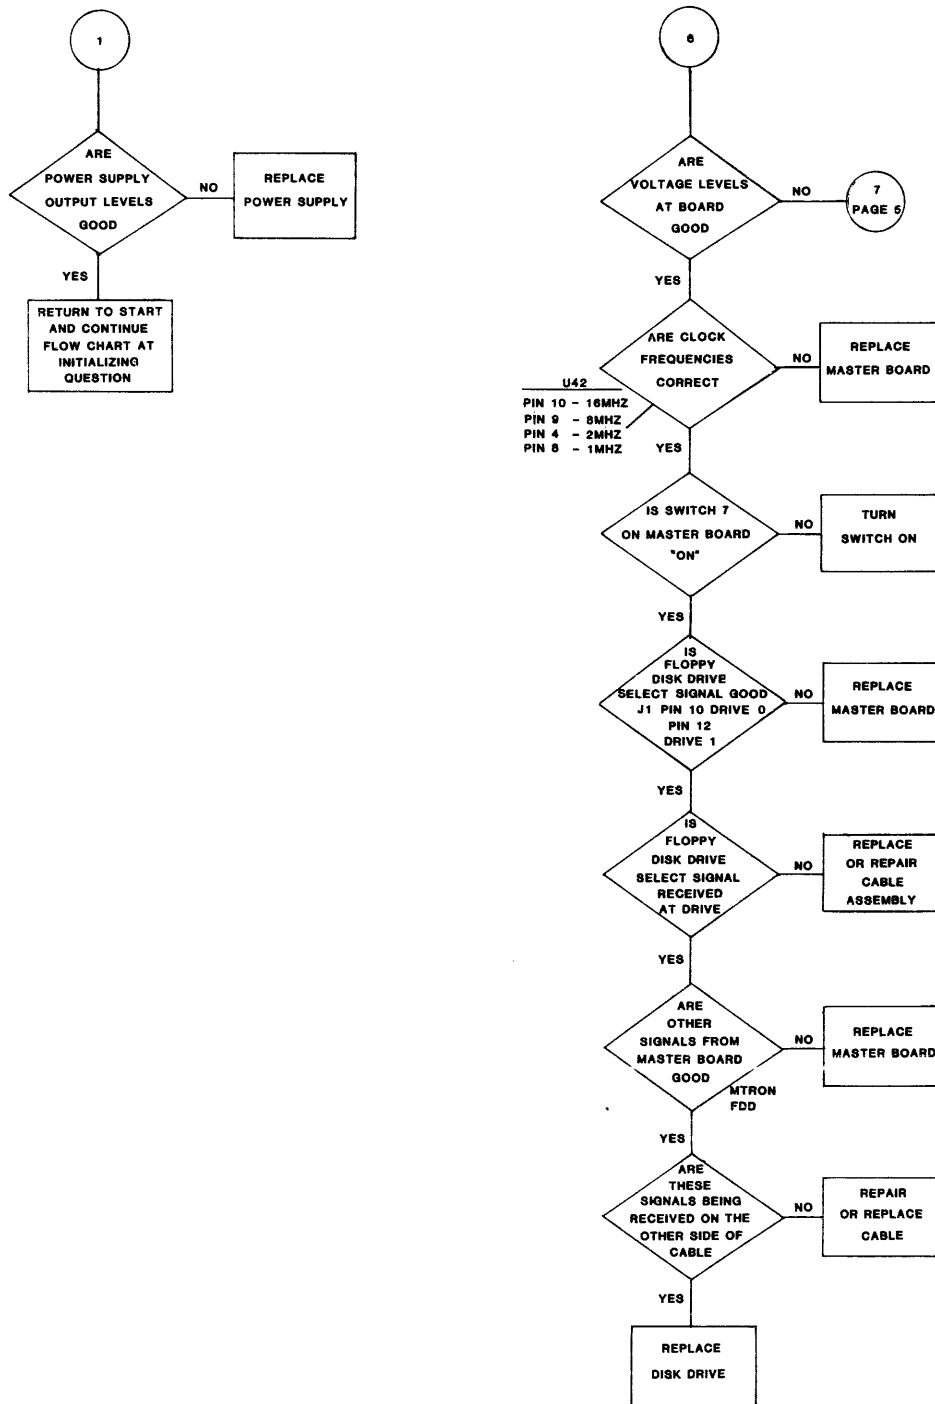 1
ARE
POWER SUPPLY
OUTPUT LEVELS
GOOD
NO
REPLACE
POWER SUPPLY
YES
RETURN TO START
AND CONTINUE
FLOW CHART AT
INITIALIZING
QUESTION
6
ARE
VOLTAGE LEVELS
AT BOARD
GOOD
NO
7
PAGE 5
YES
ARE CLOCK
FREQUENCIES
CORRECT
NO
REPLACE
MASTER BOARD
U42
PIN 10 - 16MHZ
PIN 9 - 8MHZ
PIN 4 - 2MHZ
PIN 8 - 1MHZ
YES
IS SWITCH 7
ON MASTER BOARD
"ON"
NO
TURN
SWITCH ON
YES
IS
FLOPPY
DISK DRIVE
SELECT SIGNAL GOOD
J1 PIN 10 DRIVE 0
PIN 12
DRIVE 1
NO
REPLACE
MASTER BOARD
YES
IS
FLOPPY
DISK DRIVE
SELECT SIGNAL
RECEIVED
AT DRIVE
NO
REPLACE
OR REPAIR
CABLE
ASSEMBLY
YES
ARE
OTHER
SIGNALS FROM
MASTER BOARD
GOOD
NO
REPLACE
MASTER BOARD
MTRON
FDD
YES
ARE
THESE
SIGNALS BEING
RECEIVED ON THE
OTHER SIDE OF
CABLE
NO
REPAIR
OR REPLACE
CABLE
YES
REPLACE
DISK DRIVE